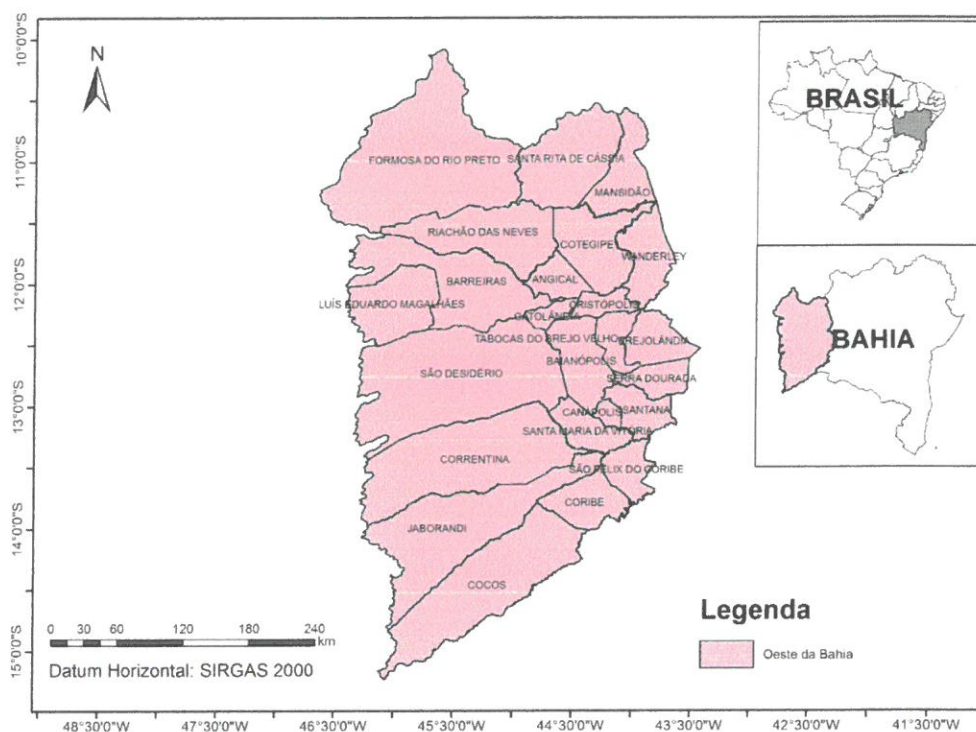 10°0'0"S
11°0'0"S
12°0'0"S
13°0'0"S
14°0'0"S
15°0'0"S
N
FORMOSA DO RIO PRETO
SANTA RITA DE CÁSSIA
MANSIDÃO
RIACHÃO DAS NEVES
COTEGIPE
WANDERLEY
BARREIRAS
ANGICAL
LUÍS EDUARDO MAGALHÃES
CRISTÓPOLIS
CATOLÂNDIA
TABOCAS DO BREJO VELHO
BREJOLÂNDIA
BAIANÓPOLIS
SÃO DESIDÉRIO
SERRA DOURADA
CANÁPOLIS
SANTANA
SANTA MARIA DA VITÓRIA
CORRENTINA
SÃO FÉLIX DO CORIBE
CORIBE
JABORANDI
COCOS
BRASIL
BAHIA
Legenda
Oeste da Bahia
0 30 60 120 180 240
km
Datum Horizontal: SIRGAS 2000
48°30'0"W 47°30'0"W 46°30'0"W 45°30'0"W 44°30'0"W 43°30'0"W 42°30'0"W 41°30'0"W